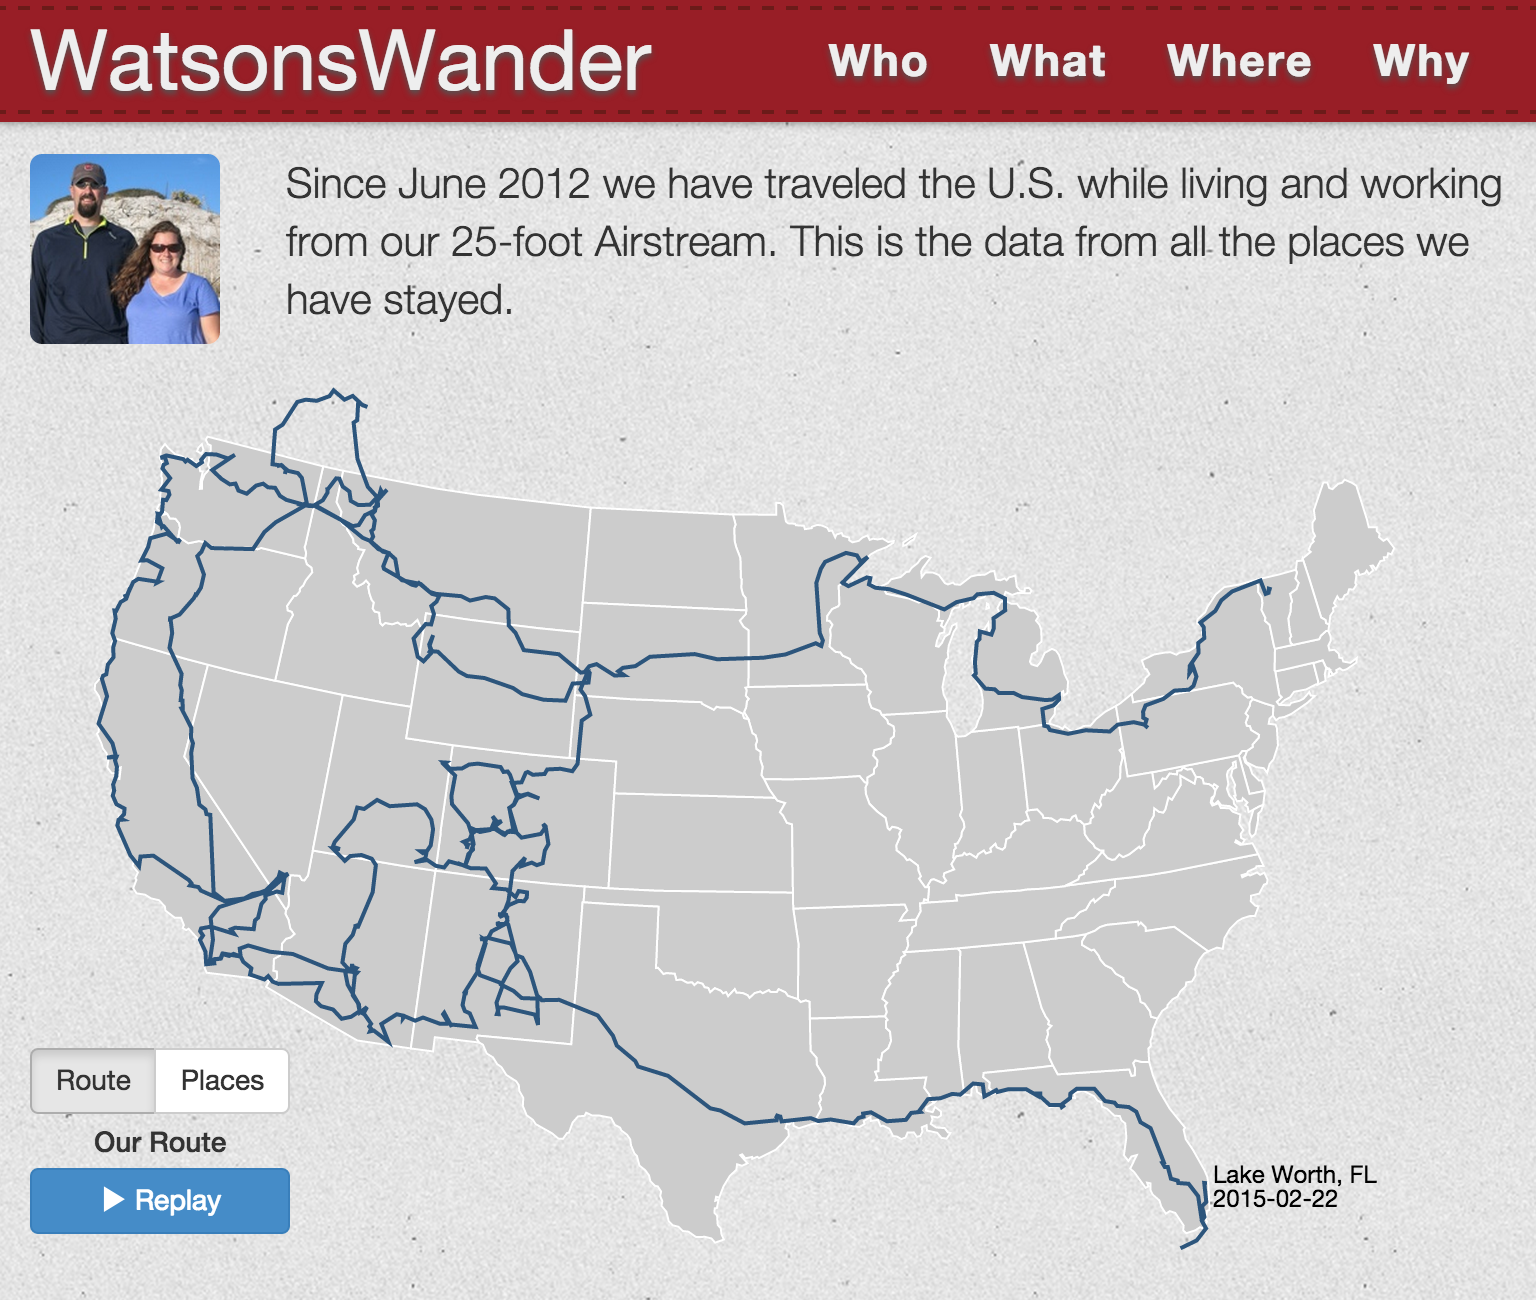 WatsonsWander
Who What Where Why
Since June 2012 we have traveled the U.S. while living and working
from our 25-foot Airstream. This is the data from all the places we
have stayed.
Route Places
Our Route
Replay
Lake Worth, FL
2015-02-22